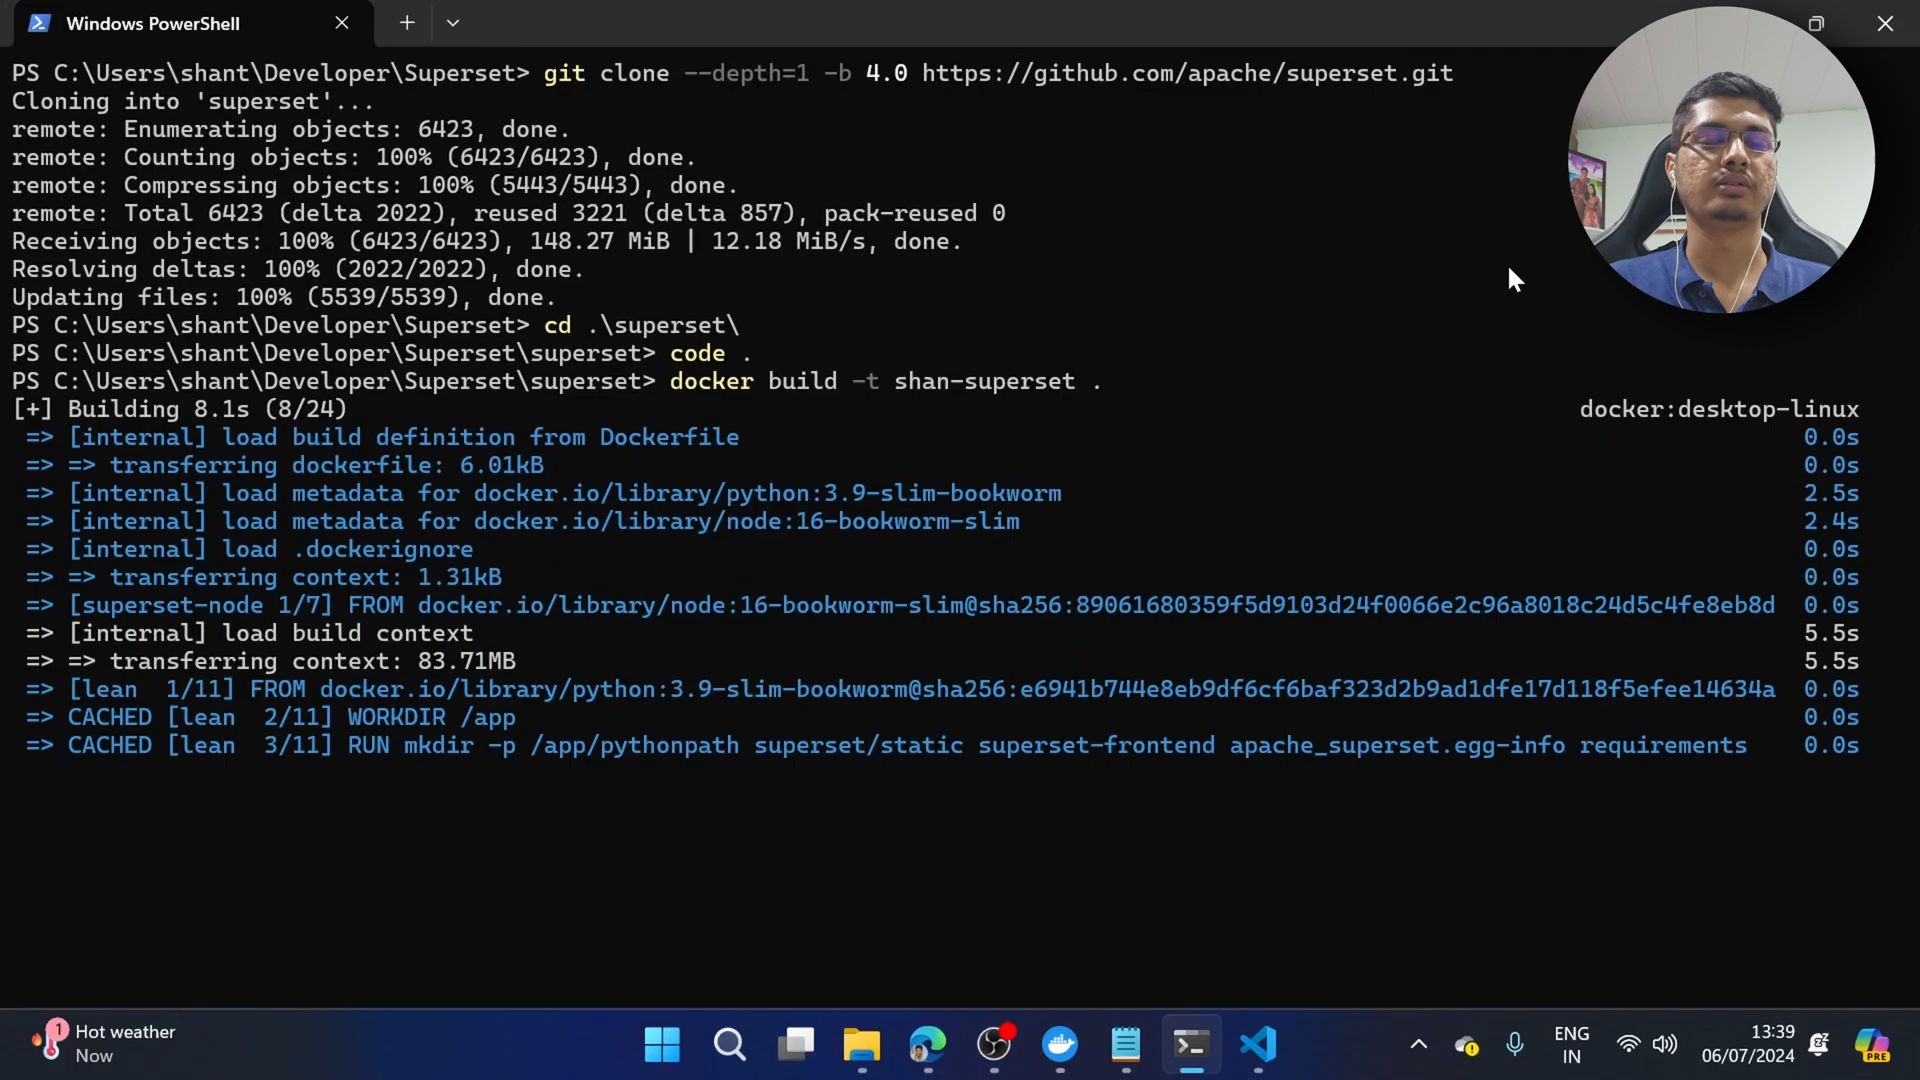 Windows PowerShell
PS C:\Users\shant\Developer\Superset> git clone --depth=1 -b 4.0 https://github.com/apache/superset.git
Cloning into 'superset'...
remote: Enumerating objects: 6423, done.
remote: Counting objects: 100% (6423/6423), done.
remote: Compressing objects: 100% (5443/5443), done.
remote: Total 6423 (delta 2022), reused 3221 (delta 857), pack-reused 0
Receiving objects: 100% (6423/6423), 148.27 MiB | 12.18 MiB/s, done.
Resolving deltas: 100% (2022/2022), done.
Updating files: 100% (5539/5539), done.
PS C:\Users\shant\Developer\Superset> cd .\superset\
PS C:\Users\shant\Developer\Superset\superset> code .
PS C:\Users\shant\Developer\Superset\superset> docker build -t shan-superset .
[+] Building 8.1s (8/24) docker:desktop-linux
=> [internal] load build definition from Dockerfile 0.0s
=> => transferring dockerfile: 6.01kB 0.0s
=> [internal] load metadata for docker.io/library/python:3.9-slim-bookworm 2.5s
=> [internal] load metadata for docker.io/library/node:16-bookworm-slim 2.4s
=> [internal] load .dockerignore 0.0s
=> => transferring context: 1.31kB 0.0s
=> [superset-node 1/7] FROM docker.io/library/node:16-bookworm-slim@sha256:89061680359f5d9103d24f0066e2c96a8018c24d5c4fe8eb8d 0.0s
=> [internal] load build context 5.5s
=> => transferring context: 83.71MB 5.5s
=> [lean  1/11] FROM docker.io/library/python:3.9-slim-bookworm@sha256:e6941b744e8eb9df6cf6baf323d2b9ad1dfe17d118f5efee14634a 0.0s
=> CACHED [lean  2/11] WORKDIR /app 0.0s
=> CACHED [lean  3/11] RUN mkdir -p /app/pythonpath superset/static superset-frontend apache_superset.egg-info requirements 0.0s
1
Hot weather
Now
ENG
IN
13:39
06/07/2024
PRE